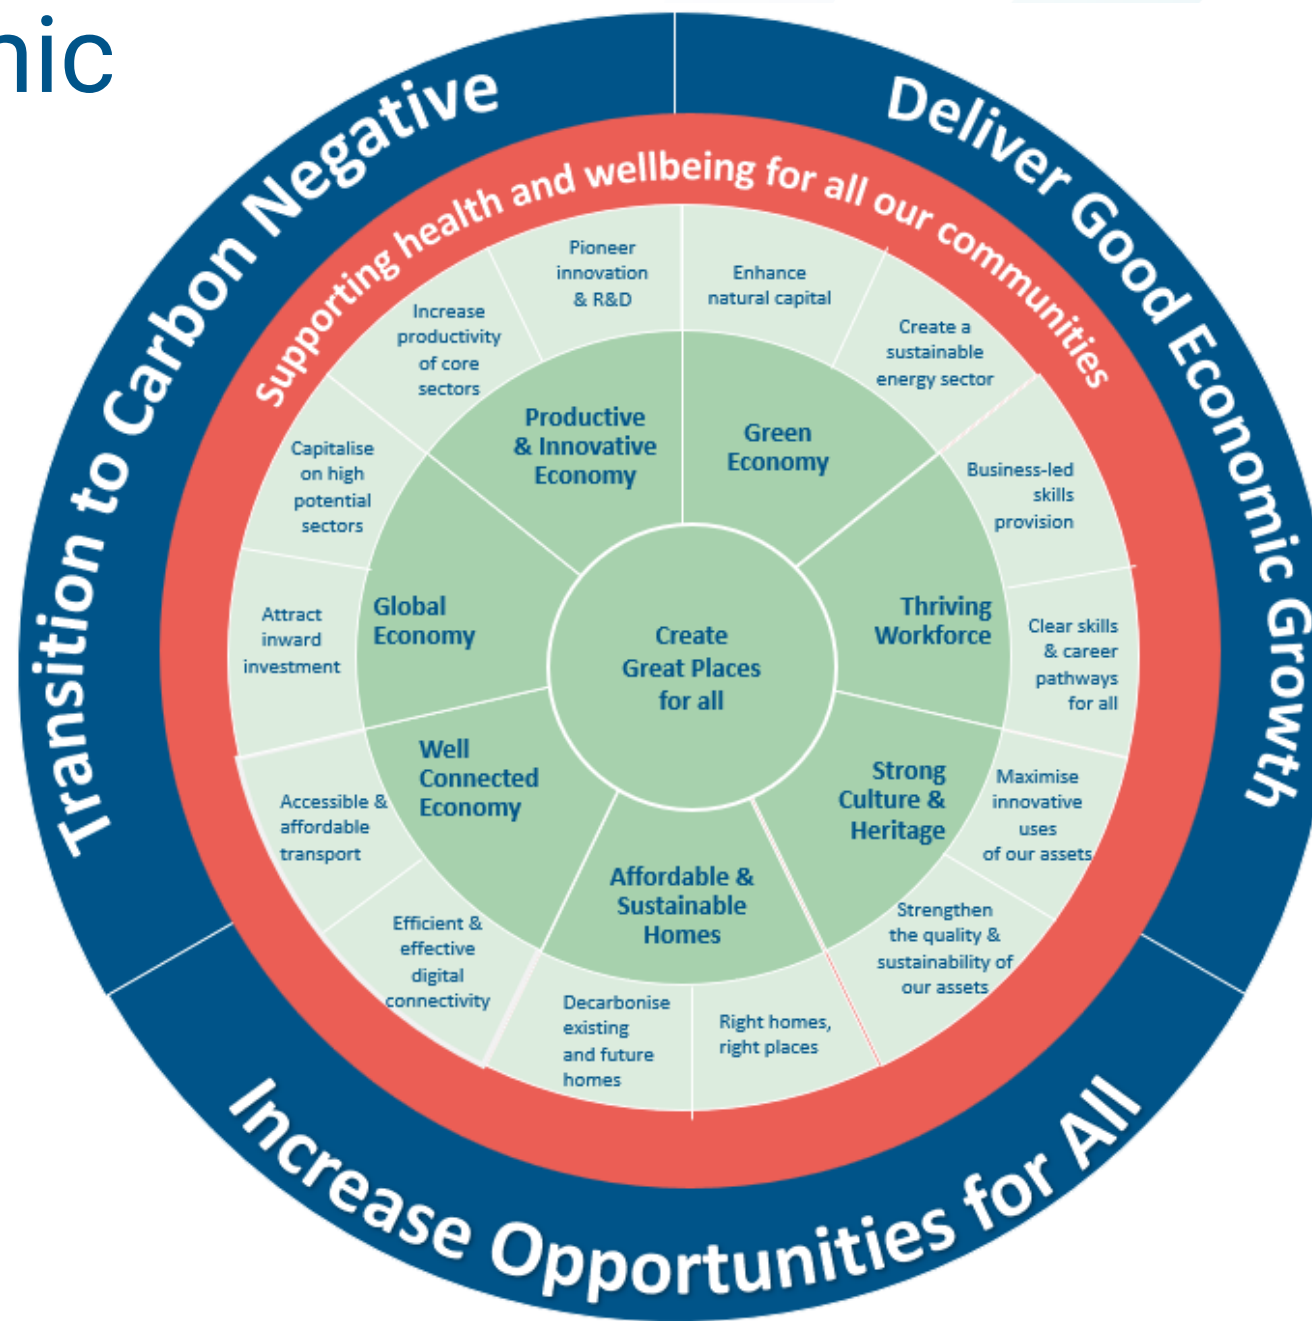 nic
Transition to Carbon Negative
Deliver Good Economic Growth
Increase Opportunities for All
Supporting health and wellbeing for all our communities
Pioneer
innovation
& R&D
Enhance
natural capital
Create a
sustainable
energy sector
Business-led
skills
provision
Clear skills
& career
pathways
for all
Maximise
innovative
uses
of our assets
Strengthen
the quality &
sustainability of
our assets
Right homes,
right places
Decarbonise
existing
and future
homes
Efficient &
effective
digital
connectivity
Accessible &
affordable
transport
Attract
inward
investment
Capitalise
on high
potential
sectors
Increase
productivity
of core
sectors
Productive
& Innovative
Economy
Green
Economy
Thriving
Workforce
Strong
Culture &
Heritage
Affordable &
Sustainable
Homes
Well
Connected
Economy
Global
Economy
Create
Great Places
for all